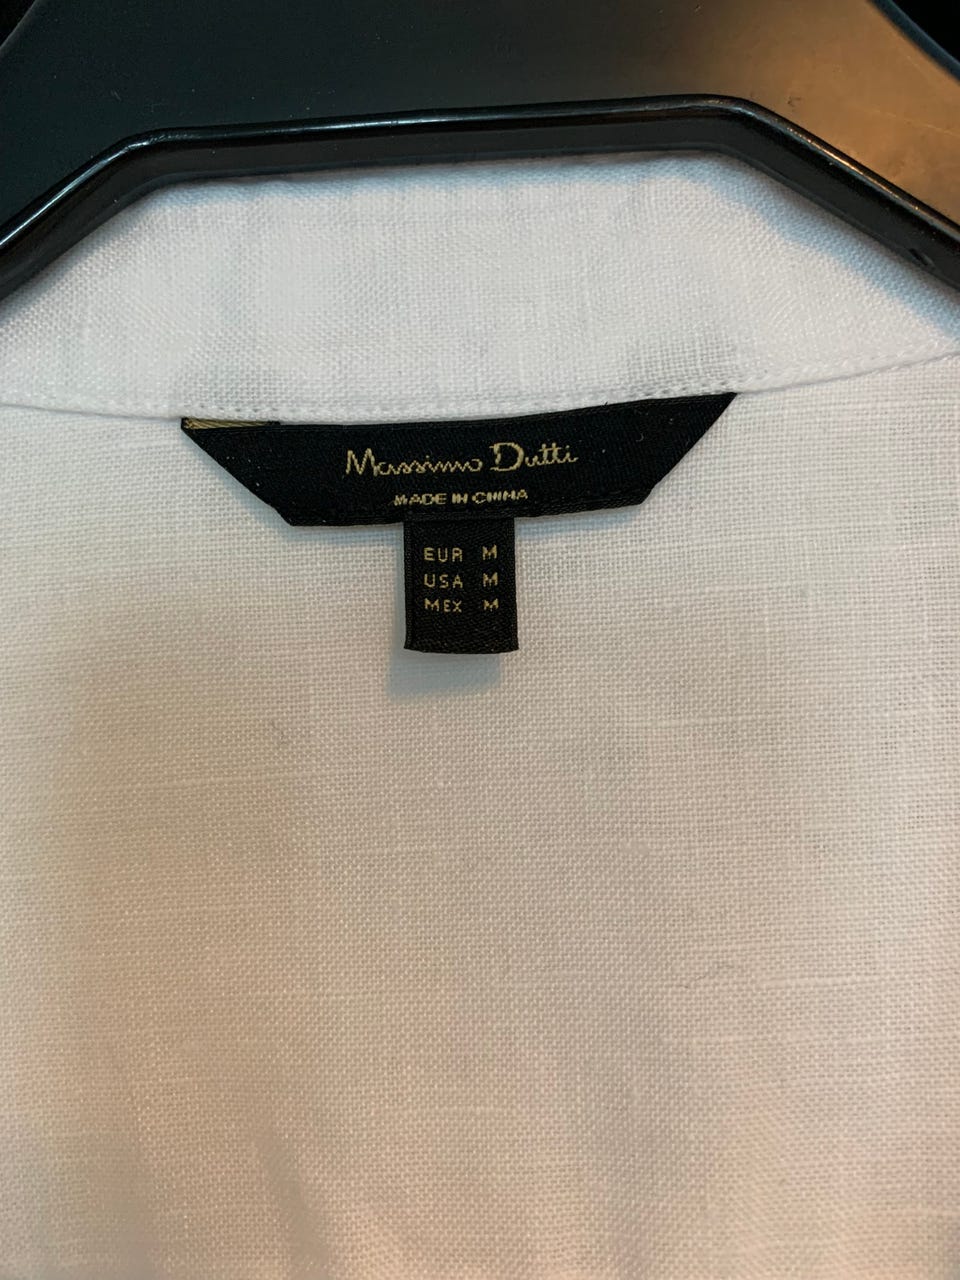 Massimo Dutti
MADE IN CHINA
EUR M
USA M
MEX M